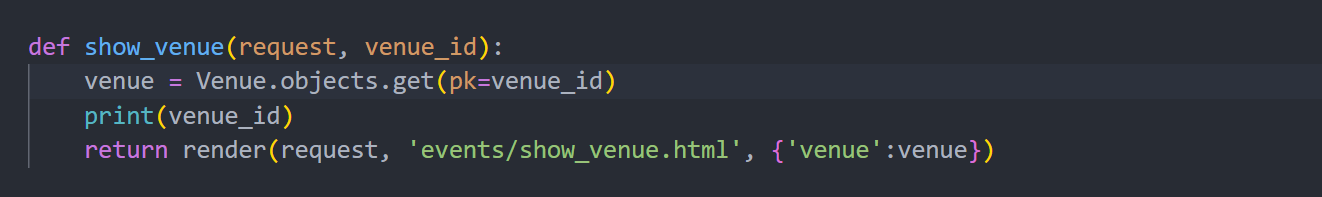 def show_venue(request, venue_id):
    venue = Venue.objects.get(pk=venue_id)
    print(venue_id)
    return render(request, 'events/show_venue.html', {'venue':venue})